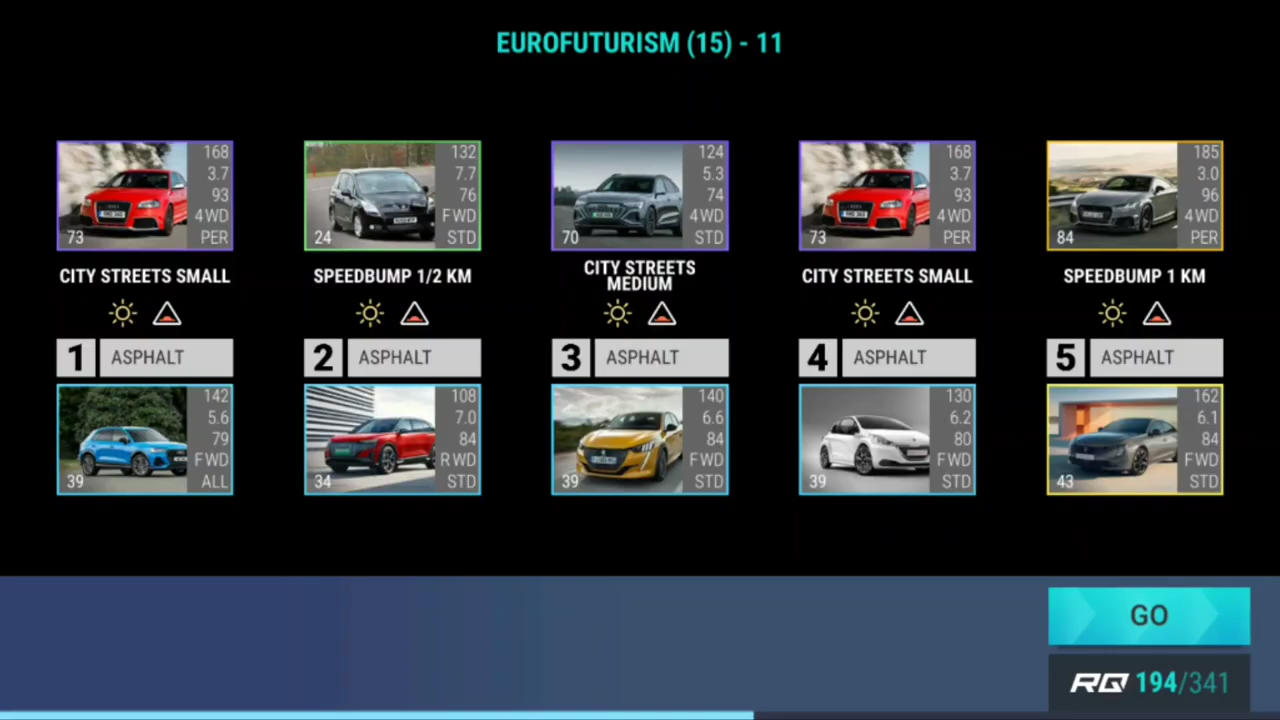 EUROFUTURISM (15) - 11
168
3.7
93
4WD
73 PER
132
7.7
76
FWD
24 STD
124
5.3
74
4WD
70 STD
168
3.7
93
4WD
73 PER
185
3.0
96
4WD
84 PER
CITY STREETS SMALL
SPEEDBUMP 1/2 KM
CITY STREETS
MEDIUM
CITY STREETS SMALL
SPEEDBUMP 1 KM
1 ASPHALT
2 ASPHALT
3 ASPHALT
4 ASPHALT
5 ASPHALT
142
5.6
79
FWD
39 ALL
108
7.0
84
RWD
34 STD
140
6.6
84
FWD
39 STD
130
6.2
80
FWD
39 STD
162
6.1
84
FWD
43 STD
GO
RQ 194/341